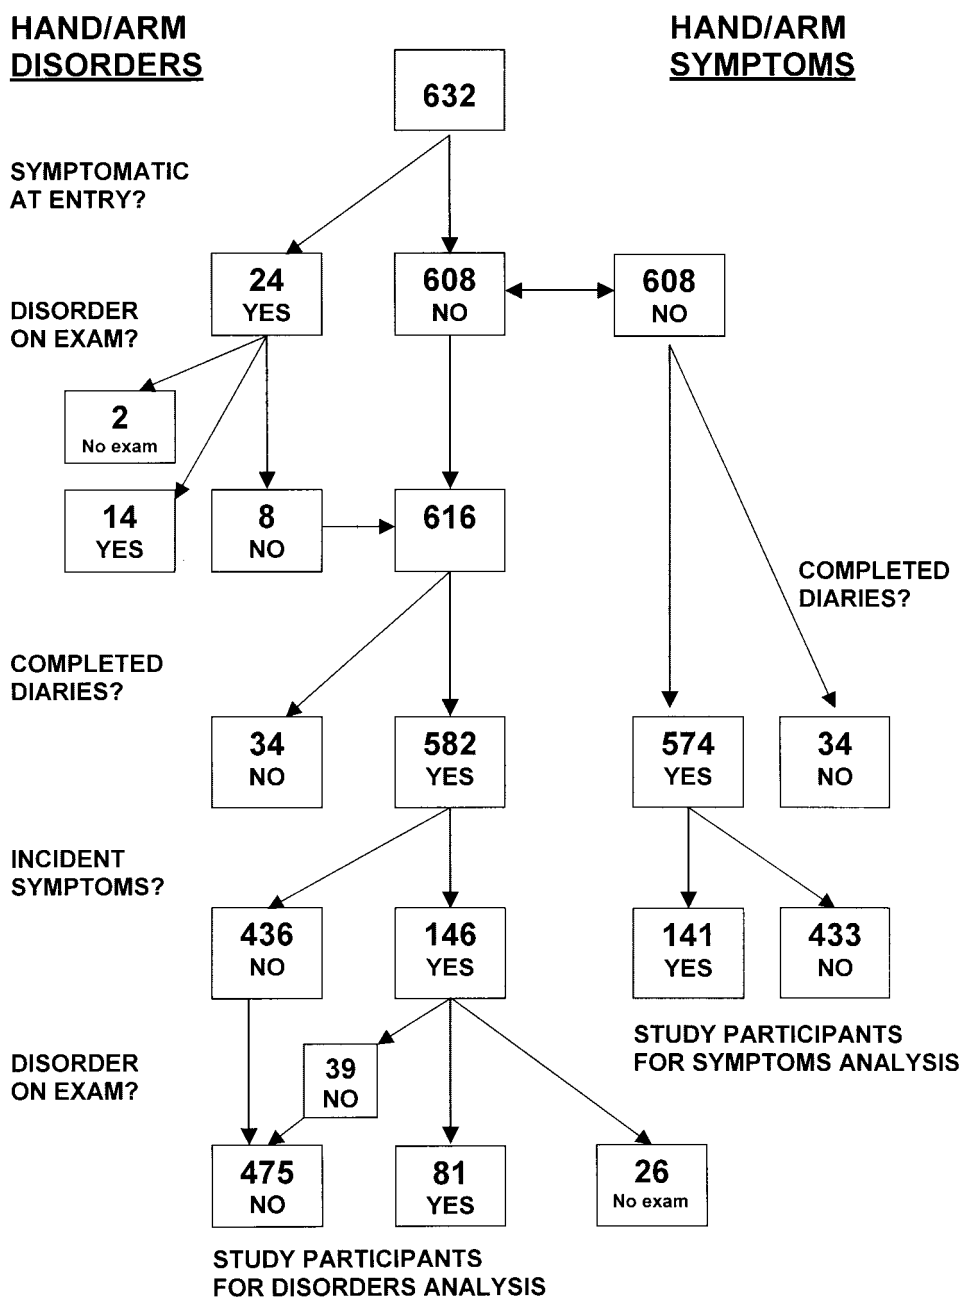 HAND/ARM
DISORDERS
HAND/ARM
SYMPTOMS
632
SYMPTOMATIC
AT ENTRY?
24
YES
608
NO
608
NO
DISORDER
ON EXAM?
2
No exam
14
YES
8
NO
616
COMPLETED
DIARIES?
COMPLETED
DIARIES?
34
NO
582
YES
574
YES
34
NO
INCIDENT
SYMPTOMS?
436
NO
146
YES
141
YES
433
NO
STUDY PARTICIPANTS
FOR SYMPTOMS ANALYSIS
DISORDER
ON EXAM?
39
NO
475
NO
81
YES
26
No exam
STUDY PARTICIPANTS
FOR DISORDERS ANALYSIS